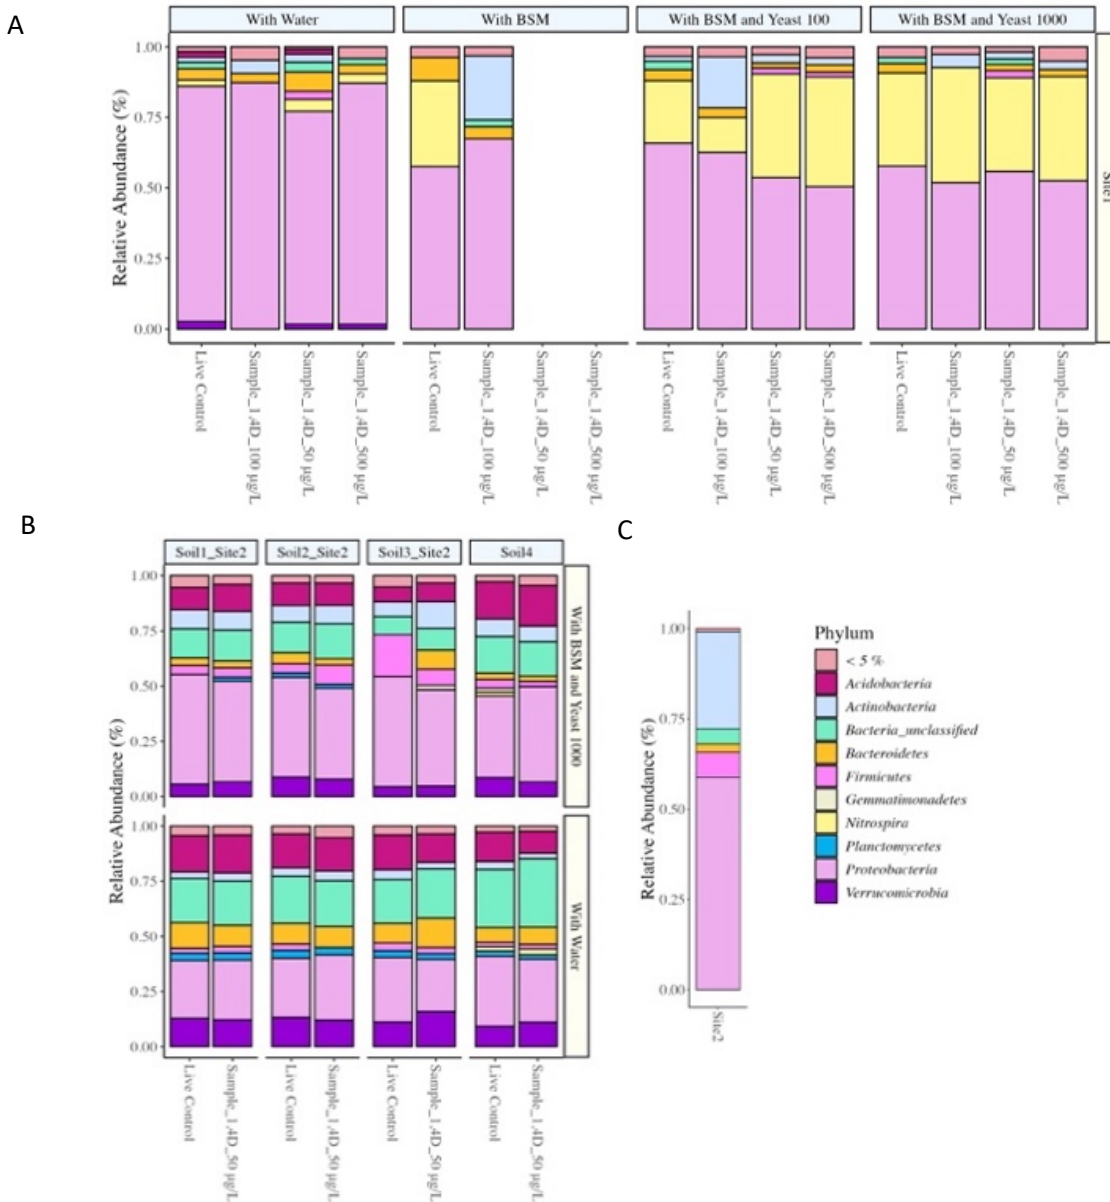 A
With Water
With BSM
With BSM and Yeast 100
With BSM and Yeast 1000
Relative Abundance (%)
1.00
0.75
0.50
0.25
0.00
Site1
Live Control
Sample_1,4D_100 µg/L
Sample_1,4D_50 µg/L
Sample_1,4D_500 µg/L
Live Control
Sample_1,4D_100 µg/L
Sample_1,4D_50 µg/L
Sample_1,4D_500 µg/L
Live Control
Sample_1,4D_100 µg/L
Sample_1,4D_50 µg/L
Sample_1,4D_500 µg/L
Live Control
Sample_1,4D_100 µg/L
Sample_1,4D_50 µg/L
Sample_1,4D_500 µg/L
B
Soil1_Site2
Soil2_Site2
Soil3_Site2
Soil4
Relative Abundance (%)
1.00
0.75
0.50
0.25
0.00
With BSM and Yeast 1000
1.00
0.75
0.50
0.25
0.00
With Water
Live Control
Sample_1,4D_50 µg/L
Live Control
Sample_1,4D_50 µg/L
Live Control
Sample_1,4D_50 µg/L
Live Control
Sample_1,4D_50 µg/L
C
Relative Abundance (%)
1.00
0.75
0.50
0.25
0.00
Site2
Phylum
< 5 %
Acidobacteria
Actinobacteria
Bacteria_unclassified
Bacteroidetes
Firmicutes
Gemmatimonadetes
Nitrospira
Planctomycetes
Proteobacteria
Verrucomicrobia